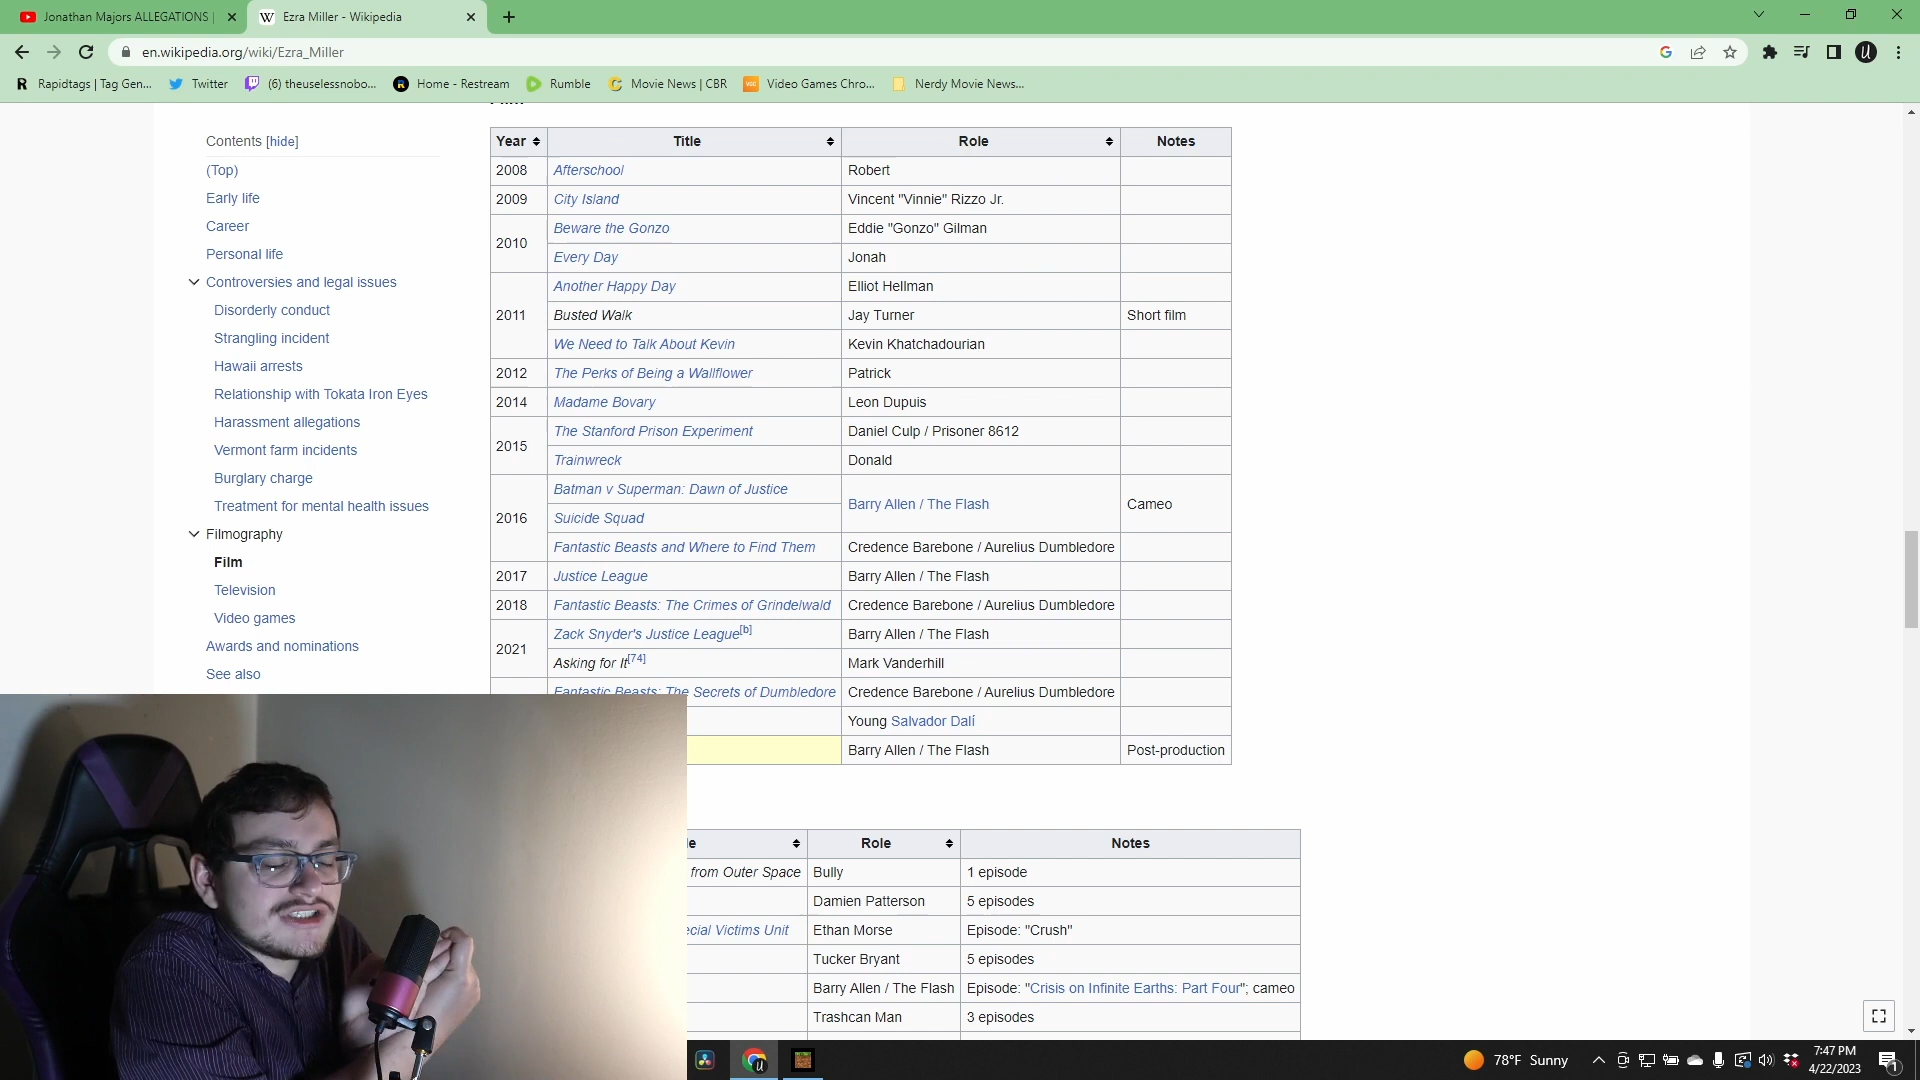 Jonathan Majors ALLEGATIONS |
Ezra Miller - Wikipedia
en.wikipedia.org/wiki/Ezra_Miller
Rapidtags | Tag Gen...
Twitter
(6) theuselessnobo...
Home - Restream
Rumble
Movie News | CBR
Video Games Chro...
Nerdy Movie News...
Contents [hide]
(Top)
Early life
Career
Personal life
Controversies and legal issues
Disorderly conduct
Strangling incident
Hawaii arrests
Relationship with Tokata Iron Eyes
Harassment allegations
Vermont farm incidents
Burglary charge
Treatment for mental health issues
Filmography
Film
Television
Video games
Awards and nominations
See also
Year Title Role Notes
2008 Afterschool Robert
2009 City Island Vincent "Vinnie" Rizzo Jr.
2010 Beware the Gonzo Eddie "Gonzo" Gilman
Every Day Jonah
2011 Another Happy Day Elliot Hellman
Busted Walk Jay Turner Short film
We Need to Talk About Kevin Kevin Khatchadourian
2012 The Perks of Being a Wallflower Patrick
2014 Madame Bovary Leon Dupuis
2015 The Stanford Prison Experiment Daniel Culp / Prisoner 8612
Trainwreck Donald
2016 Batman v Superman: Dawn of Justice Barry Allen / The Flash Cameo
Suicide Squad
Fantastic Beasts and Where to Find Them Credence Barebone / Aurelius Dumbledore
2017 Justice League Barry Allen / The Flash
2018 Fantastic Beasts: The Crimes of Grindelwald Credence Barebone / Aurelius Dumbledore
2021 Zack Snyder's Justice League[b] Barry Allen / The Flash
Asking for It[74] Mark Vanderhill
Fantastic Beasts: The Secrets of Dumbledore Credence Barebone / Aurelius Dumbledore
Young Salvador Dalí
Barry Allen / The Flash Post-production
le Role Notes
from Outer Space Bully 1 episode
Damien Patterson 5 episodes
ecial Victims Unit Ethan Morse Episode: "Crush"
Tucker Bryant 5 episodes
Barry Allen / The Flash Episode: "Crisis on Infinite Earths: Part Four"; cameo
Trashcan Man 3 episodes
78°F Sunny
7:47 PM
4/22/2023